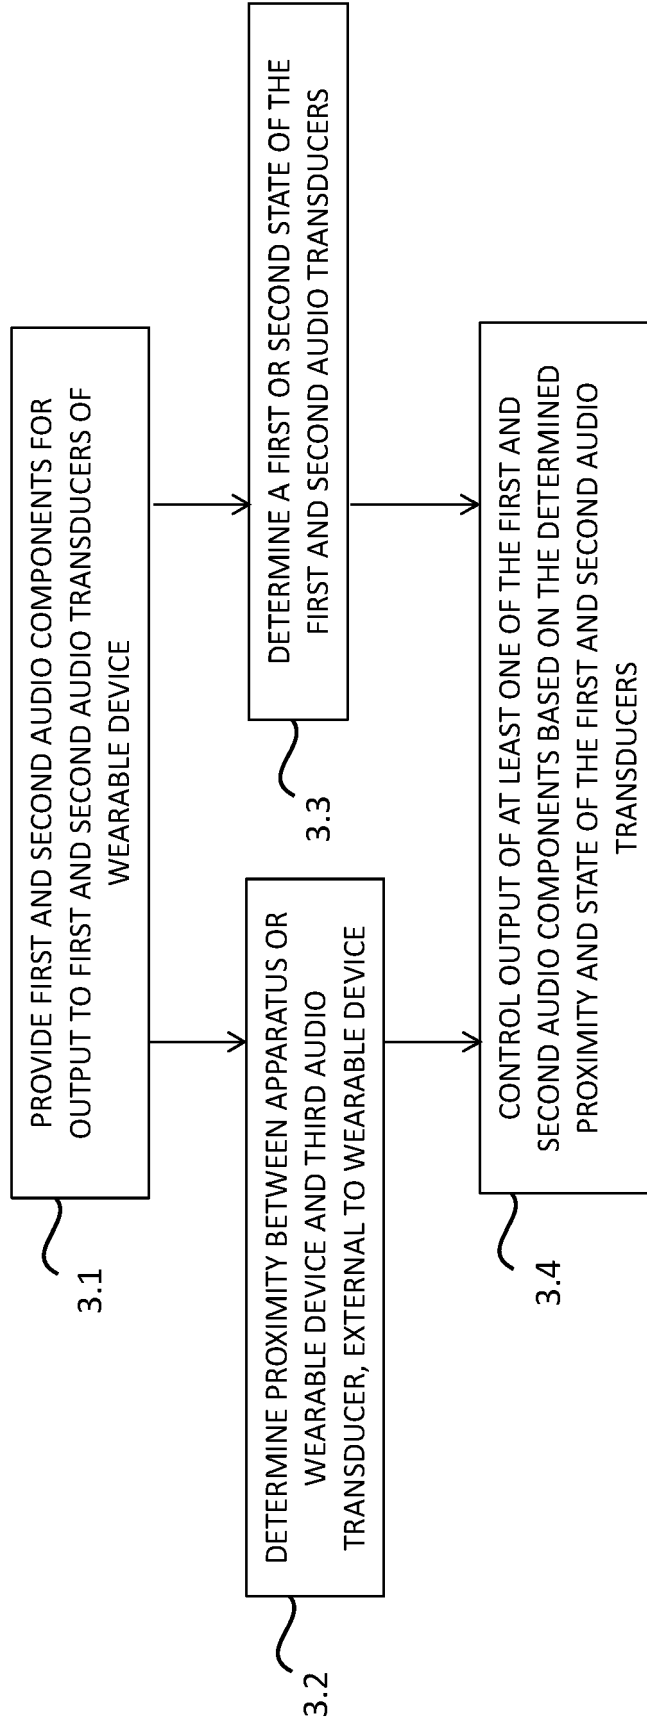 PROVIDE FIRST AND SECOND AUDIO COMPONENTS FOR
OUTPUT TO FIRST AND SECOND AUDIO TRANSDUCERS OF
WEARABLE DEVICE
3.1
DETERMINE PROXIMITY BETWEEN APPARATUS OR
WEARABLE DEVICE AND THIRD AUDIO
TRANSDUCER, EXTERNAL TO WEARABLE DEVICE
3.2
DETERMINE A FIRST OR SECOND STATE OF THE
FIRST AND SECOND AUDIO TRANSDUCERS
3.3
CONTROL OUTPUT OF AT LEAST ONE OF THE FIRST AND
SECOND AUDIO COMPONENTS BASED ON THE DETERMINED
PROXIMITY AND STATE OF THE FIRST AND SECOND AUDIO
TRANSDUCERS
3.4